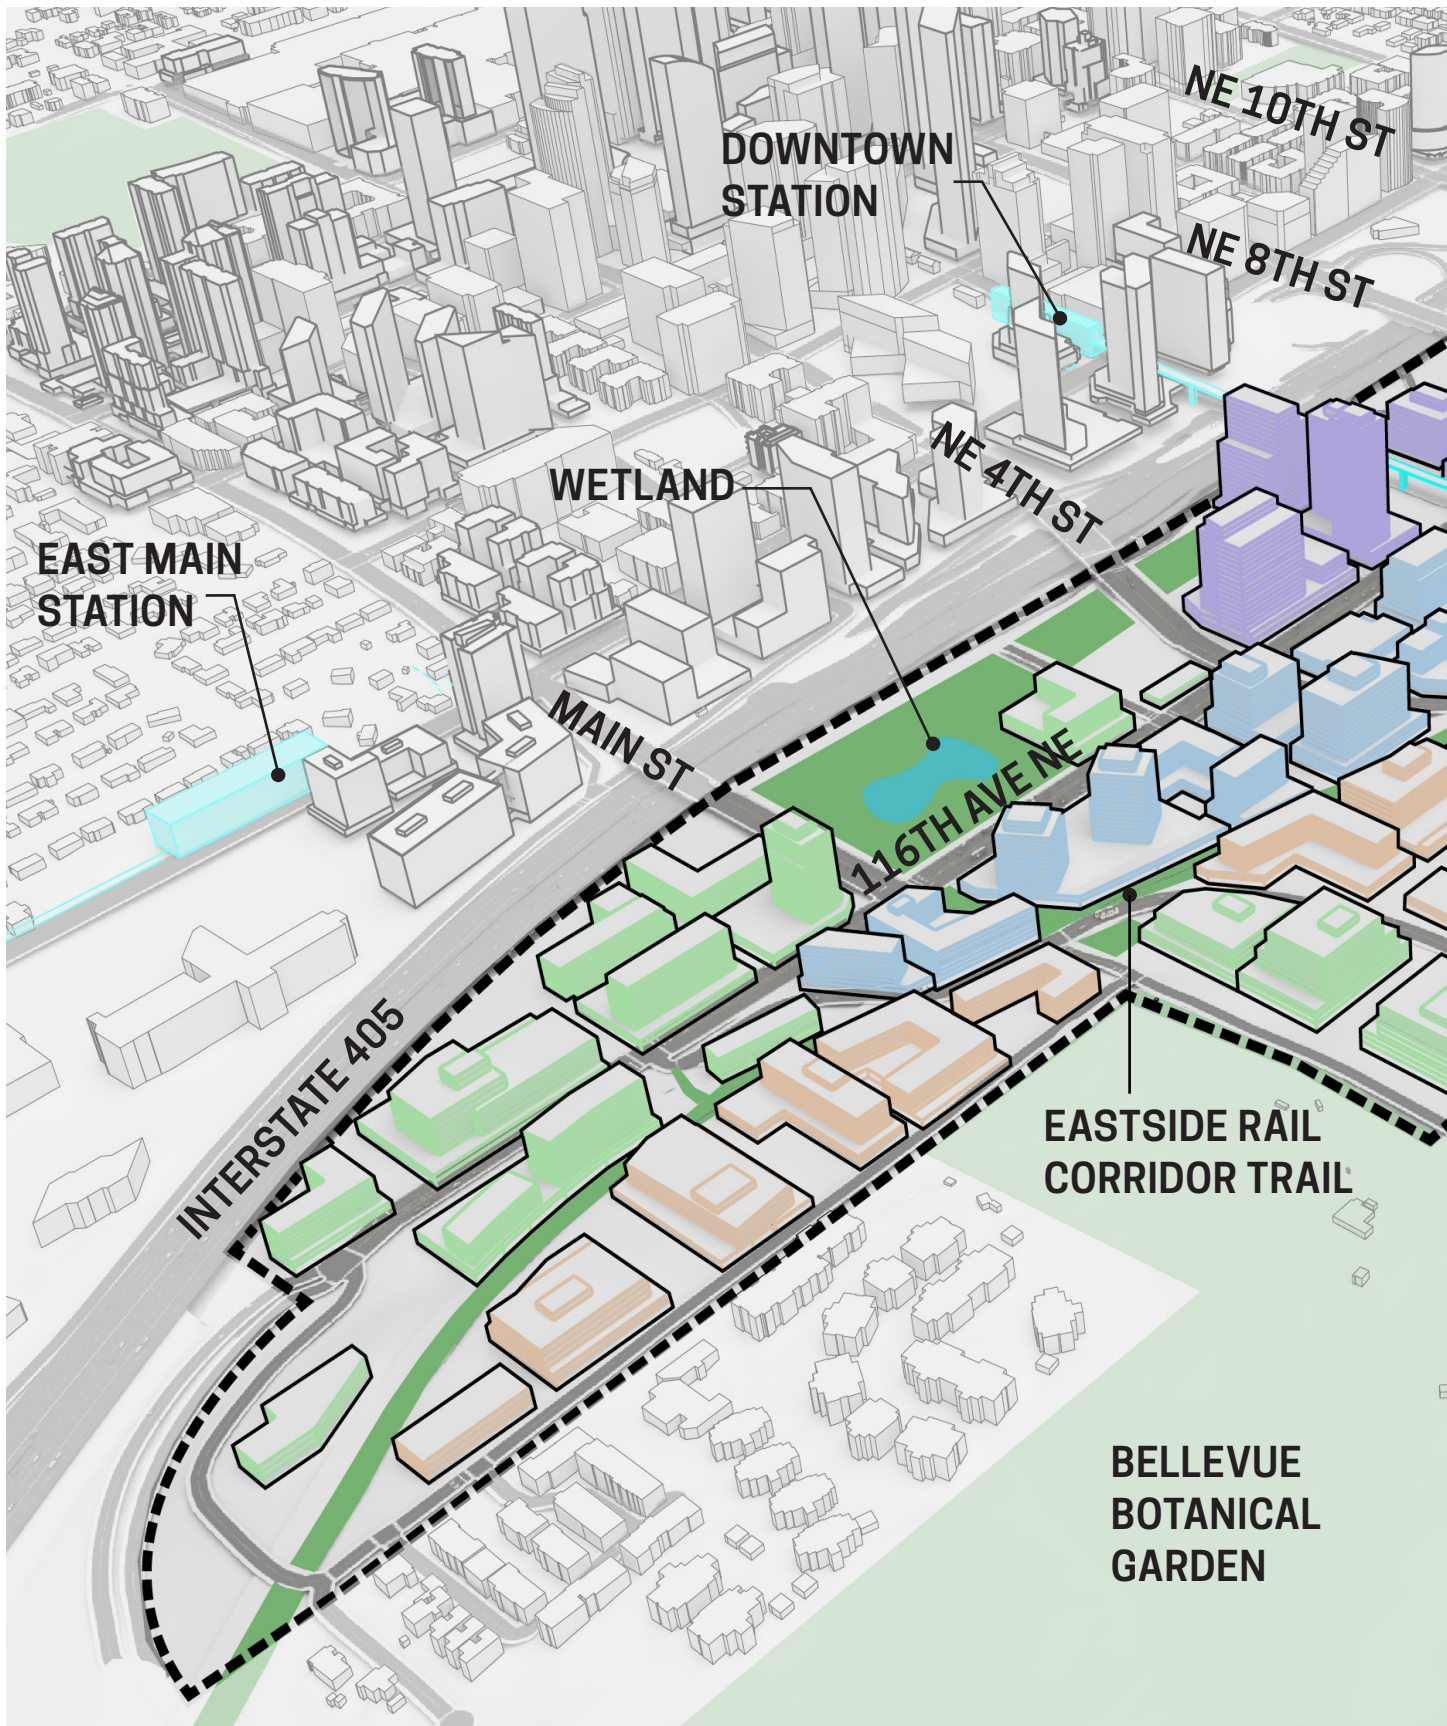 NE 10TH ST
DOWNTOWN
STATION
NE 8TH ST
NE 4TH ST
WETLAND
EAST MAIN
STATION
MAIN ST
116TH AVE NE
INTERSTATE 405
EASTSIDE RAIL
CORRIDOR TRAIL
BELLEVUE
BOTANICAL
GARDEN